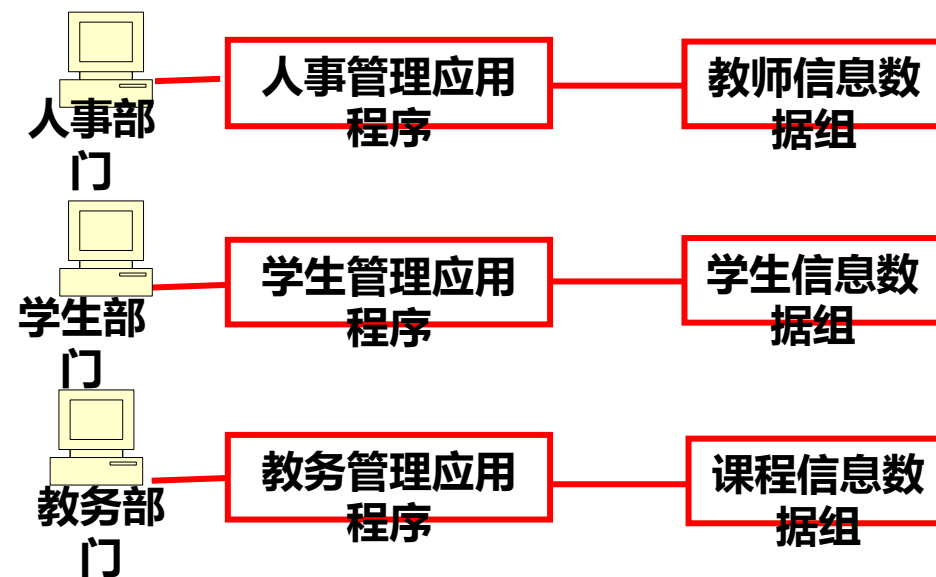 人事部
门
人事管理应用
程序
教师信息数
据组
学生部
门
学生管理应用
程序
学生信息数
据组
教务部
门
教务管理应用
程序
课程信息数
据组